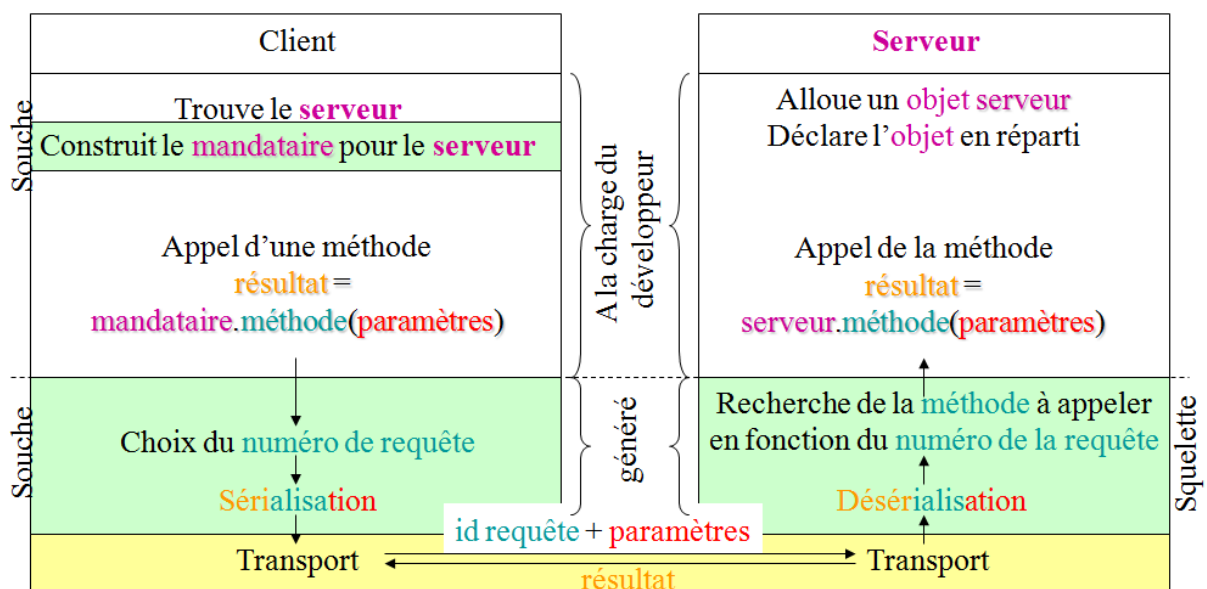 Client
Souche
Trouve le serveur
Construit le mandataire pour le serveur
Appel d'une méthode
résultat =
mandataire.méthode(paramètres)
Souche
Choix du numéro de requête
Sérialisation
Transport
A la charge du
développeur
généré
id requête + paramètres
résultat
Serveur
Alloue un objet serveur
Déclare l'objet en réparti
Appel de la méthode
résultat =
serveur.méthode(paramètres)
Recherche de la méthode à appeler
en fonction du numéro de la requête
Désérialisation
Squelette
Transport